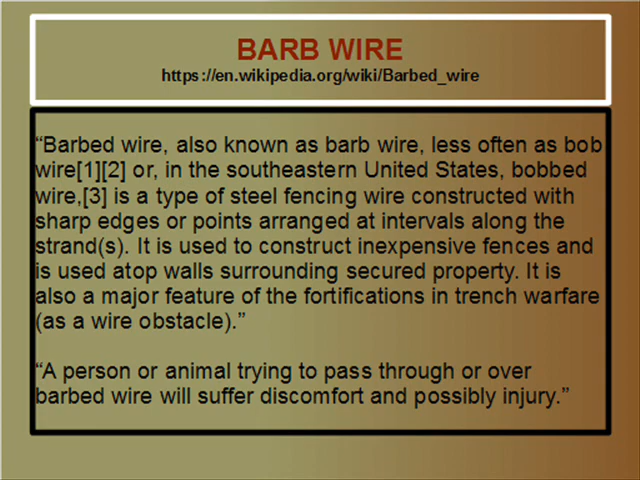 BARB WIRE
https://en.wikipedia.org/wiki/Barbed_wire
“Barbed wire, also known as barb wire, less often as bob
wire[1][2] or, in the southeastern United States, bobbed
wire,[3] is a type of steel fencing wire constructed with
sharp edges or points arranged at intervals along the
strand(s). It is used to construct inexpensive fences and
is used atop walls surrounding secured property. It is
also a major feature of the fortifications in trench warfare
(as a wire obstacle).”
“A person or animal trying to pass through or over
barbed wire will suffer discomfort and possibly injury.”